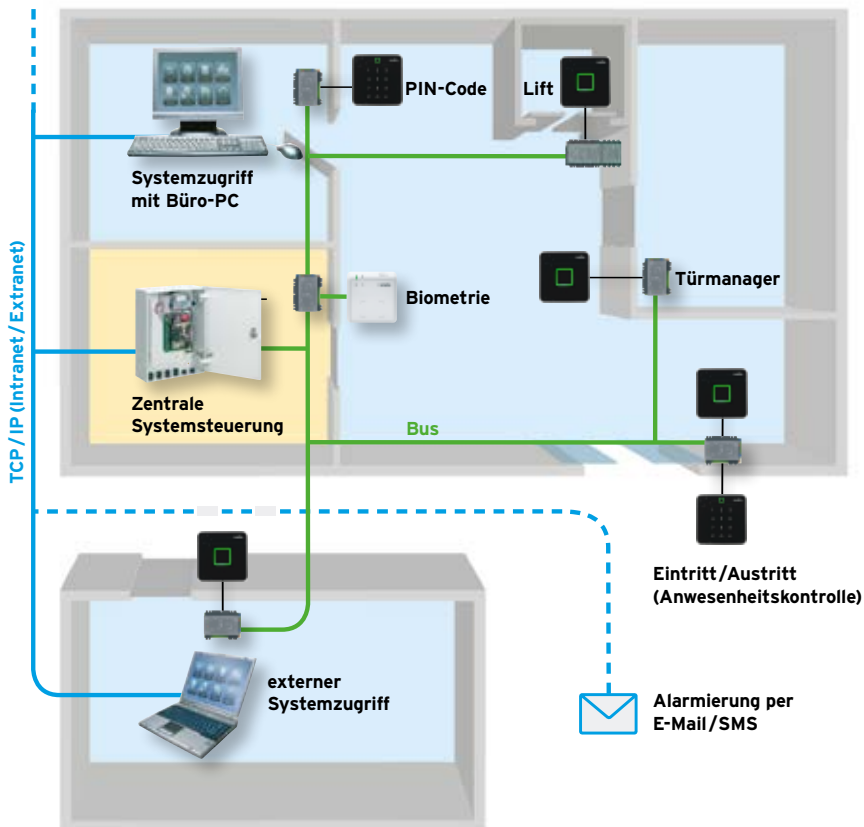 PIN-Code
Lift
Systemzugriff
mit Büro-PC
Türmanager
Biometrie
TCP / IP (Intranet / Extranet)
Zentrale
Systemsteuerung
Bus
Eintritt/Austritt
(Anwesenheitskontrolle)
externer
Systemzugriff
Alarmierung per
E-Mail/SMS